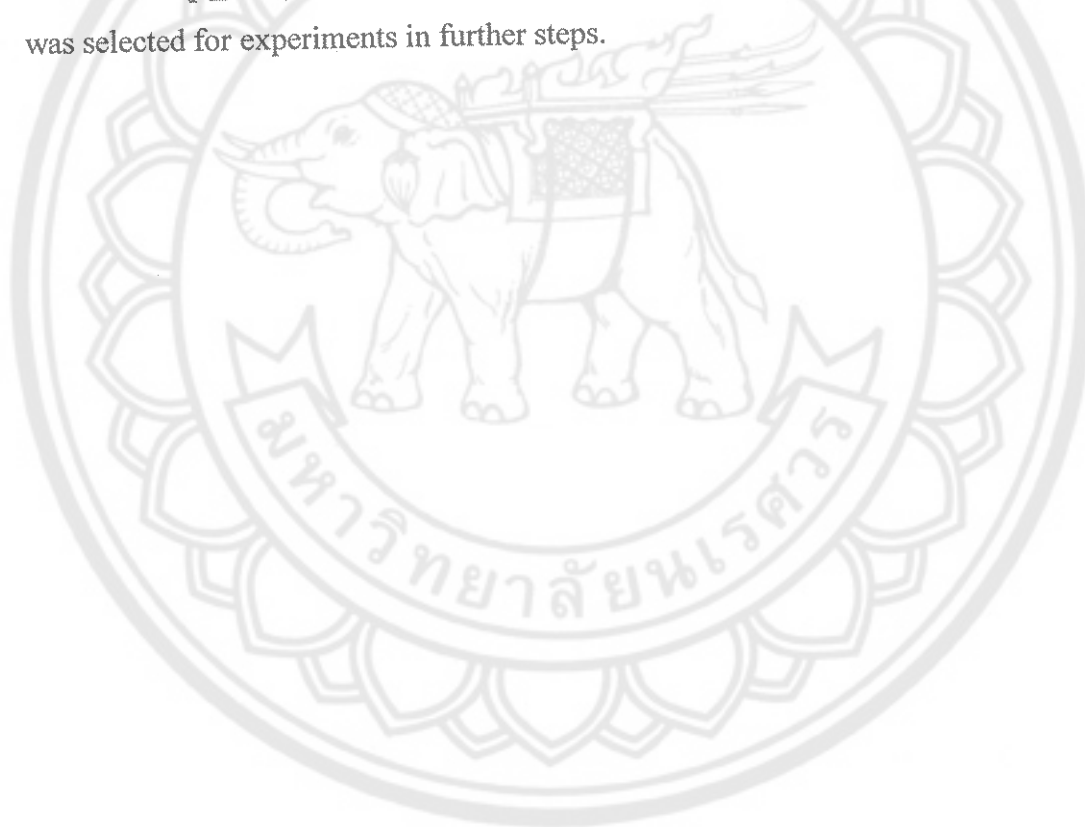 was selected for experiments in further steps.
มหาวิทยาลัยนเรศวร